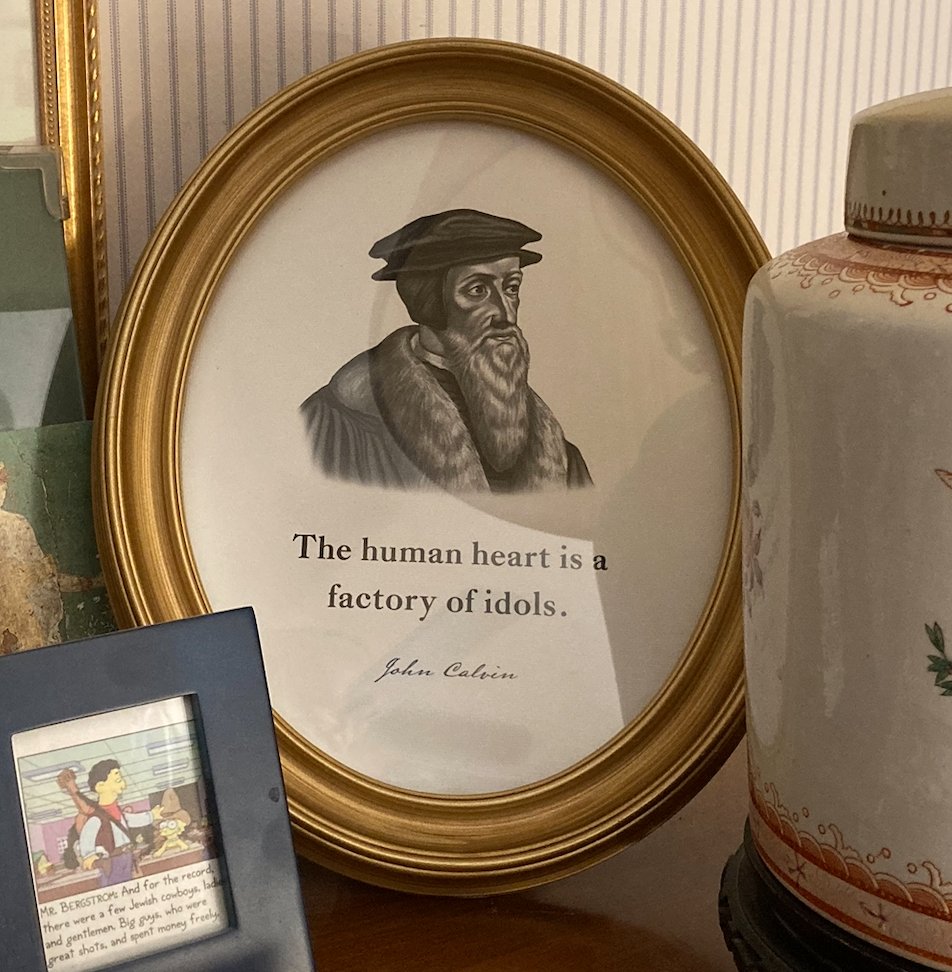 The human heart is a
factory of idols.
John Calvin
MR. BERGSTROM: And for the record,
there were a few Jewish cowboys, ladies
and gentlemen. Big guys, who were
great shots, and spent money freely.